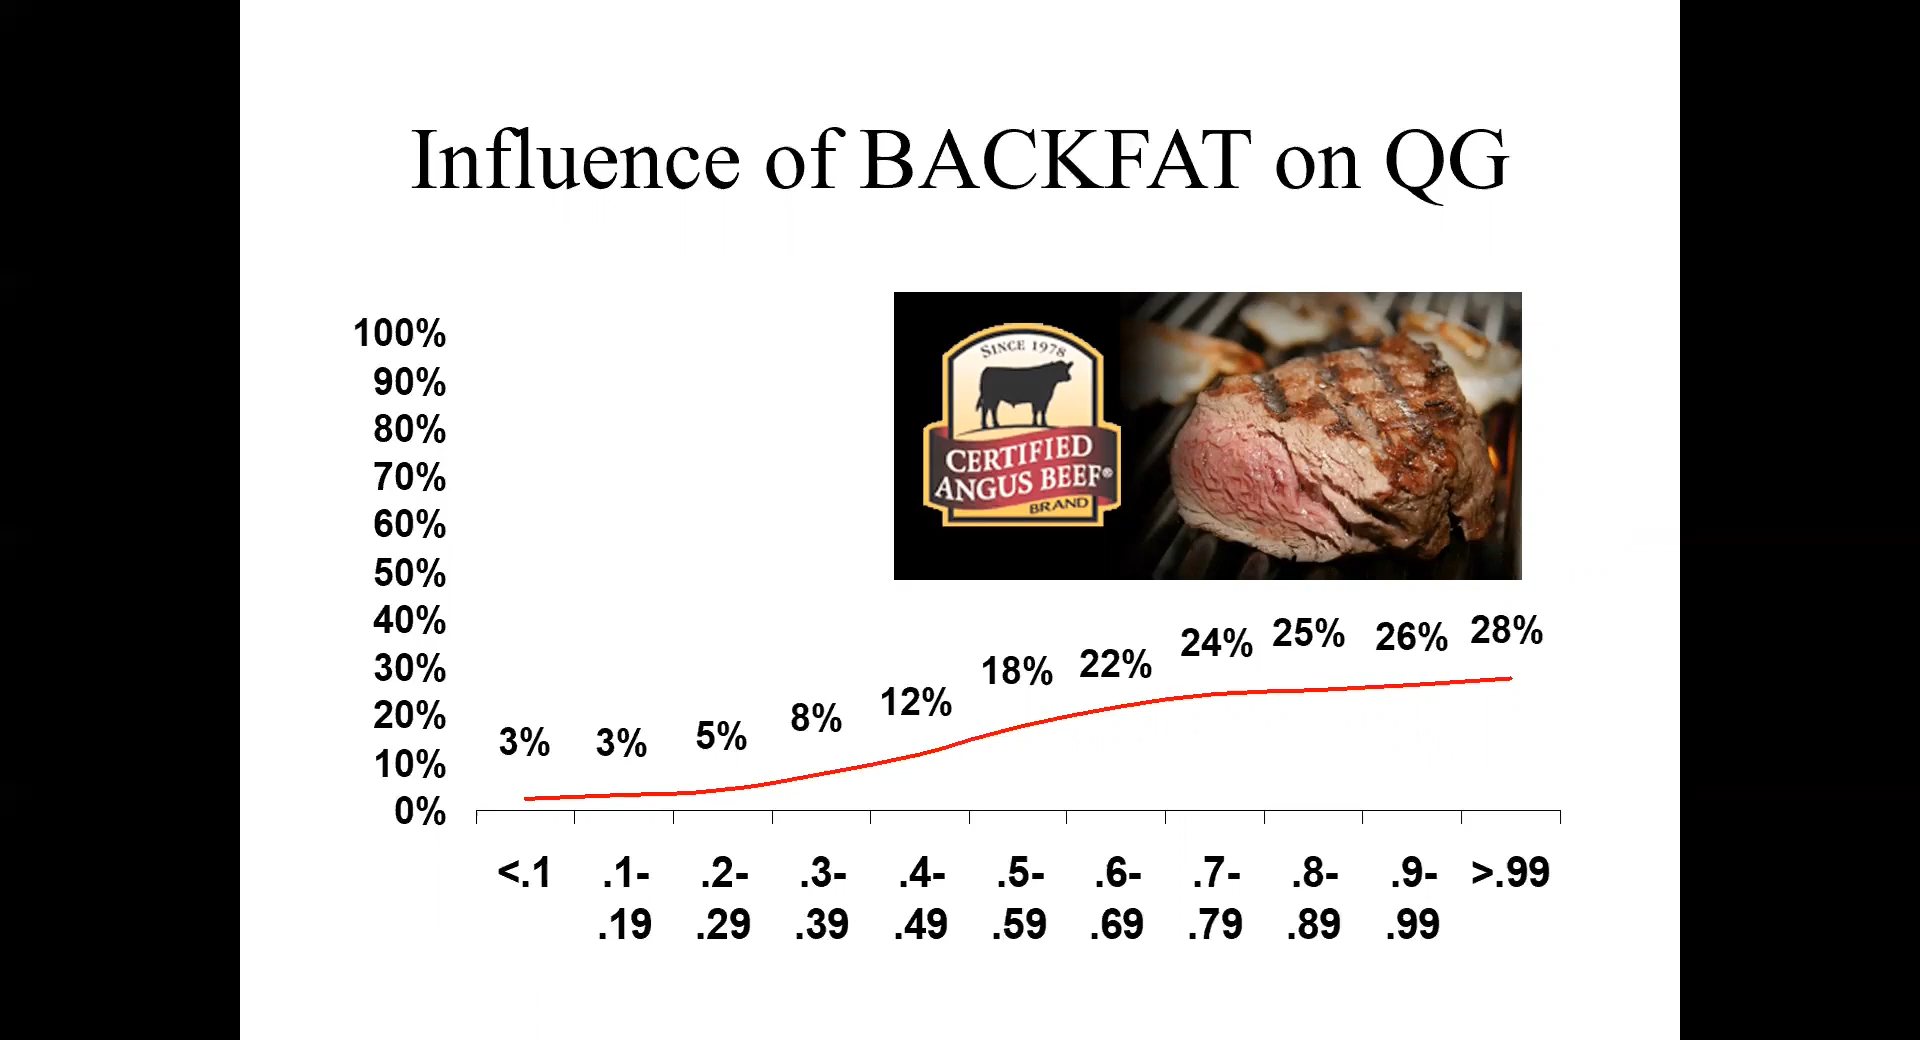 Influence of BACKFAT on QG
SINCE 1978
CERTIFIED
ANGUS BEEF®
BRAND
100%
90%
80%
70%
60%
50%
40%
30%
20%
10%
0%
3% 3% 5% 8% 12% 18% 22% 24% 25% 26% 28%
<.1 .1- .2- .3- .4- .5- .6- .7- .8- .9- >.99
.19 .29 .39 .49 .59 .69 .79 .89 .99